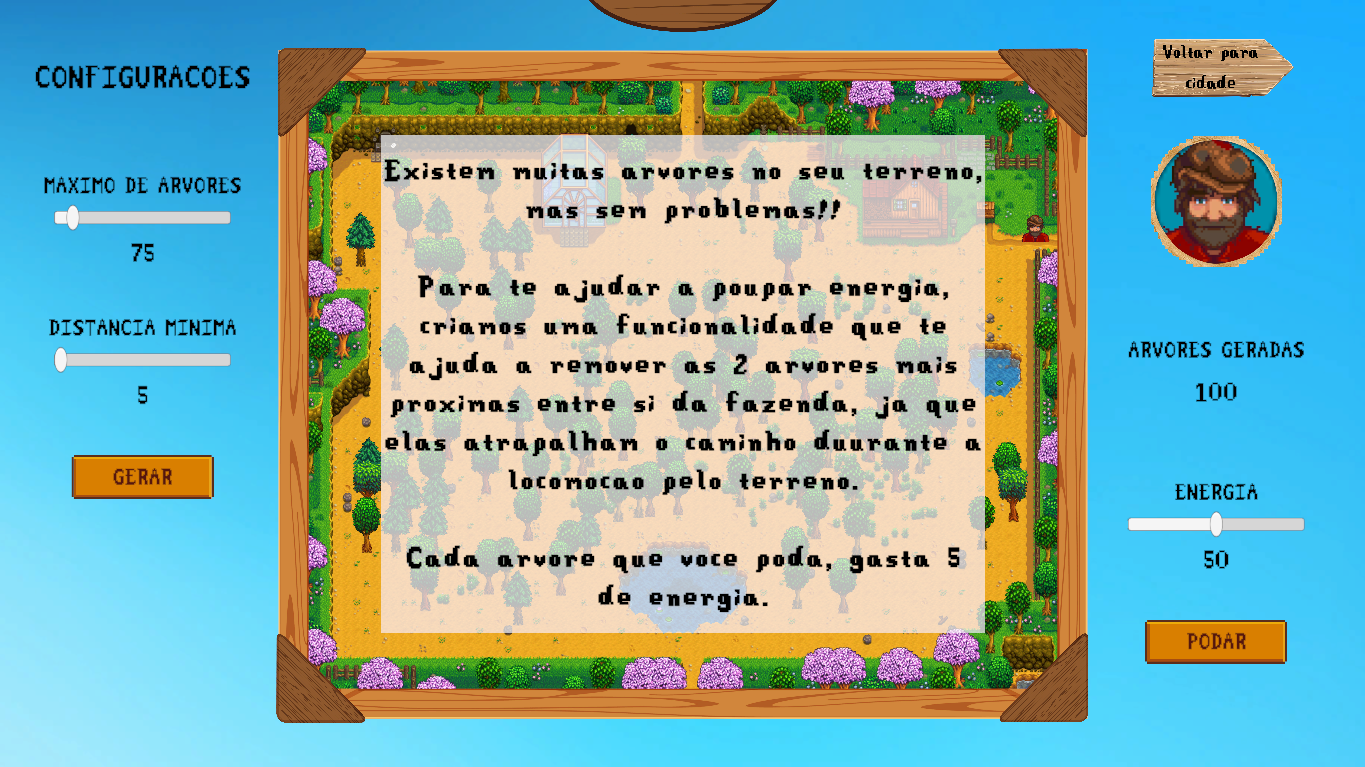 CONFIGURACOES
MAXIMO DE ARVORES
75
DISTANCIA MINIMA
5
GERAR
Existem muitas arvores no seu terreno,
mas sem problemas!!
Para te ajudar a poupar energia,
criamos uma funcionalidade que te
ajuda a remover as 2 arvores mais
proximas entre si da fazenda, ja que
elas atrapalham o caminho duurante a
locomocao pelo terreno.
Cada arvore que voce poda, gasta 5
de energia.
Voltar para
cidade
ARVORES GERADAS
100
ENERGIA
50
PODAR